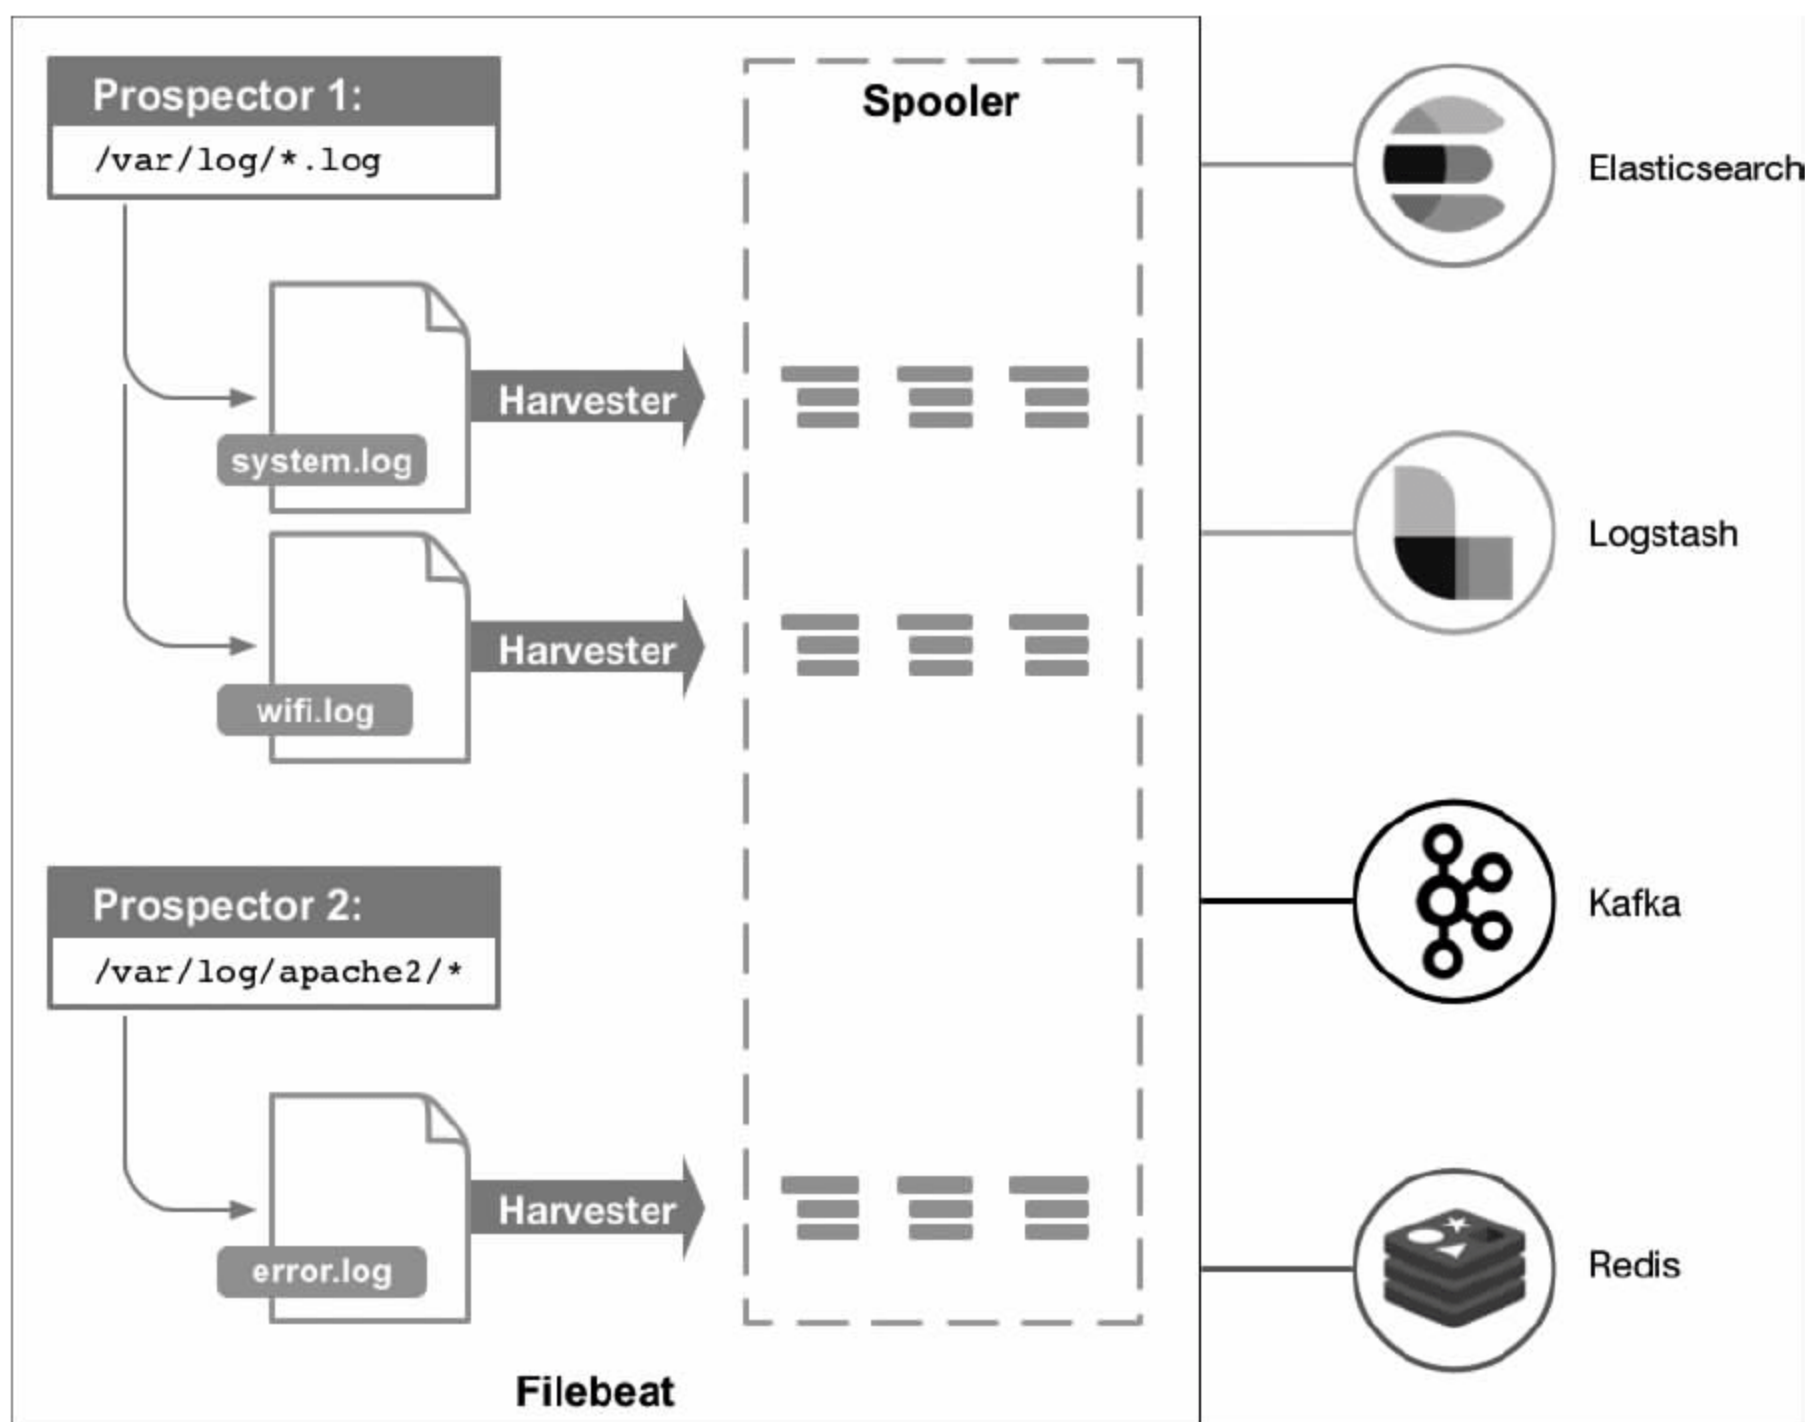 Prospector 1:
/var/log/*.log
Spooler
system.log
Harvester
wifi.log
Harvester
Prospector 2:
/var/log/apache2/*
error.log
Harvester
Filebeat
Elasticsearch
Logstash
Kafka
Redis